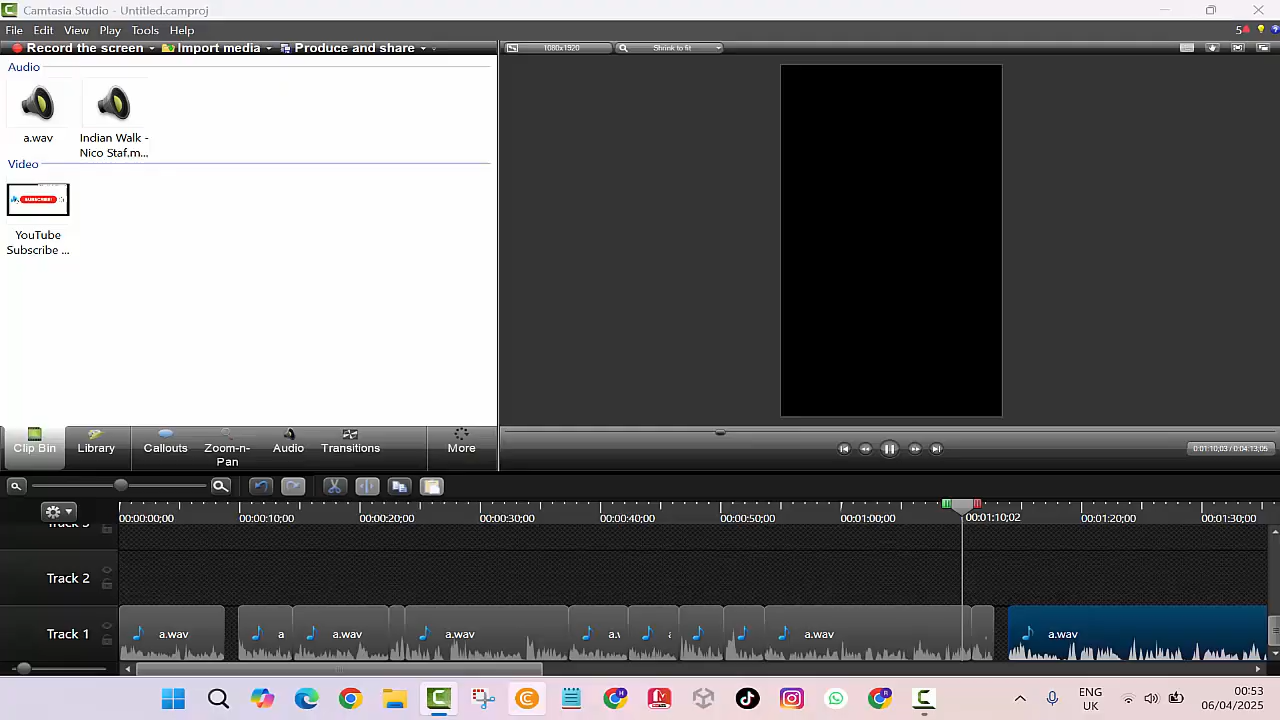 Camtasia Studio - Untitled.camproj
File Edit View Play Tools Help
5
Record the screen Import media Produce and share
1080x1920 Shrink to fit
Audio
a.wav
Indian Walk -
Nico Staf.m...
Video
SUBSCRIBE
YouTube
Subscribe ...
Clip Bin Library Callouts Zoom-n-
Pan
Audio Transitions More
0:01:10;03 / 0:04:13;05
00:00:00;00 00:00:10;00 00:00:20;00 00:00:30;00 00:00:40;00 00:00:50;00 00:01:00;00 00:01:10;02 00:01:20;00 00:01:30;00
Track 3
Track 2
Track 1
a.wav a a.wav a.wav a.v a.wav a.wav
ENG
UK
00:53
06/04/2025